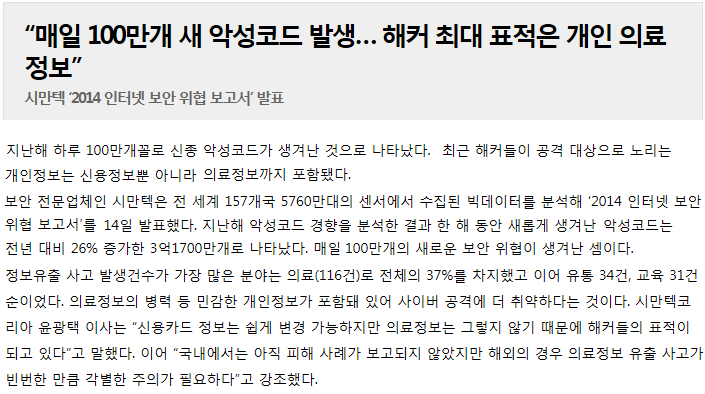 “매일 100만개 새 악성코드 발생… 해커 최대 표적은 개인 의료
정보”
시만텍 ‘2014 인터넷 보안 위협 보고서’ 발표
지난해 하루 100만개꼴로 신종 악성코드가 생겨난 것으로 나타났다. 최근 해커들이 공격 대상으로 노리는
개인정보는 신용정보뿐 아니라 의료정보까지 포함됐다.
보안 전문업체인 시만텍은 전 세계 157개국 5760만대의 센서에서 수집된 빅데이터를 분석해 ‘2014 인터넷 보안
위협 보고서’를 14일 발표했다. 지난해 악성코드 경향을 분석한 결과 한 해 동안 새롭게 생겨난 악성코드는
전년 대비 26% 증가한 3억1700만개로 나타났다. 매일 100만개의 새로운 보안 위협이 생겨난 셈이다.
정보유출 사고 발생건수가 가장 많은 분야는 의료(116건)로 전체의 37%를 차지했고 이어 유통 34건, 교육 31건
순이었다. 의료정보의 병력 등 민감한 개인정보가 포함돼 있어 사이버 공격에 더 취약하다는 것이다. 시만텍코
리아 윤광택 이사는 “신용카드 정보는 쉽게 변경 가능하지만 의료정보는 그렇지 않기 때문에 해커들의 표적이
되고 있다”고 말했다. 이어 “국내에서는 아직 피해 사례가 보고되지 않았지만 해외의 경우 의료정보 유출 사고가
빈번한 만큼 각별한 주의가 필요하다”고 강조했다.